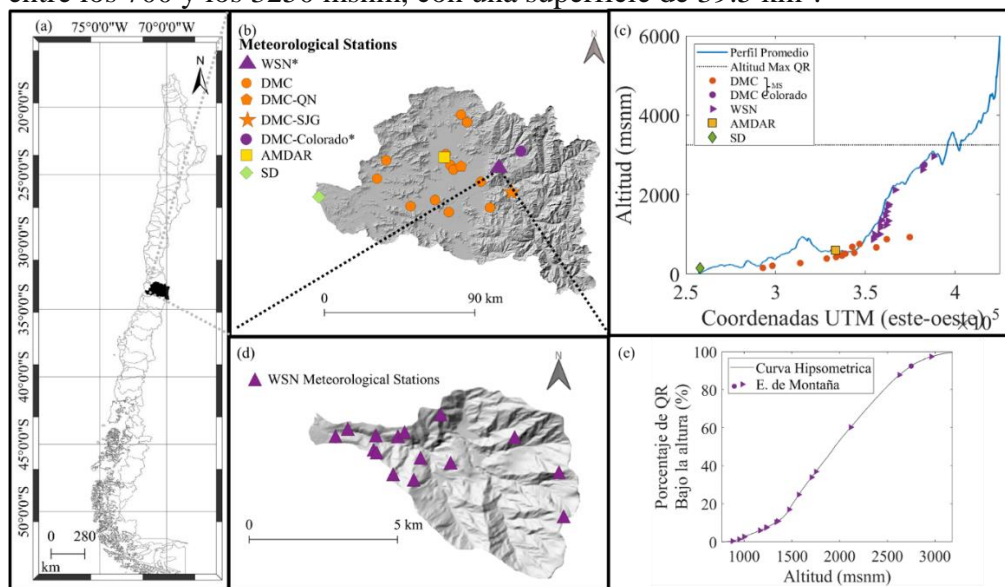 entre los 700 y los 3250 msnm, con una superficie de 39.5 km².
(a)
75°0'0"W 70°0'0"W
N
20°0'0"S
25°0'0"S
35°0'0"S
40°0'0"S
45°0'0"S
50°0'0"S
km
0 280
(b)
Meteorological Stations
WSN*
DMC
DMC-QN
DMC-SJG
DMC-Colorado*
AMDAR
SD
N
0 90 km
(c)
Altitud (msnm)
6000
4000
2000
0
Perfil Promedio
Altitud Max QR
DMC
DMC Colorado
MS
WSN
AMDAR
SD
2.5 3 3.5 4
×10⁵
Coordenadas UTM (este-oeste)
(d)
WSN Meteorological Stations
N
0 5 km
(e)
Porcentaje de QR
Bajo la altura (%)
100
80
60
40
20
0
Curva Hipsometrica
E. de Montaña
1000 1500 2000 2500 3000
Altitud (msnm)